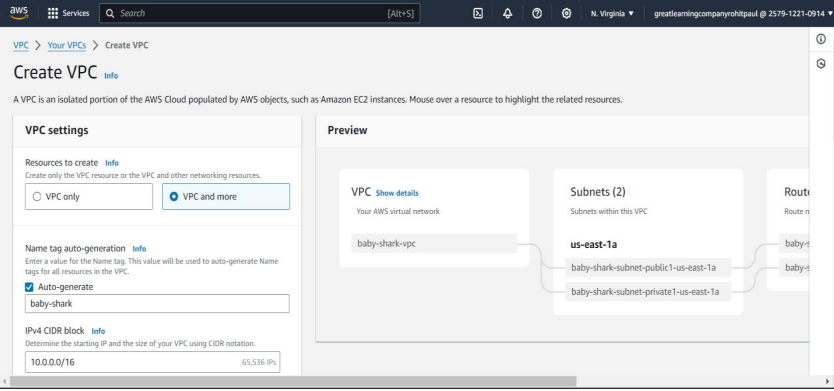 aws
Services
Search
[Alt+S]
N. Virginia
greatlearningcompanyrohitpaul @ 2579-1221-0914
VPC > Your VPCs > Create VPC
Create VPC Info
A VPC is an isolated portion of the AWS Cloud populated by AWS objects, such as Amazon EC2 instances. Mouse over a resource to highlight the related resources.
VPC settings
Resources to create Info
Create only the VPC resource or the VPC and other networking resources.
VPC only
VPC and more
Name tag auto-generation Info
Enter a value for the Name tag. This value will be used to auto-generate Name
tags for all resources in the VPC.
Auto-generate
baby-shark
IPv4 CIDR block Info
Determine the starting IP and the size of your VPC using CIDR notation.
10.0.0.0/16
65,536 IPs
Preview
VPC Show details
Your AWS virtual network
baby-shark-vpc
Subnets (2)
Subnets within this VPC
us-east-1a
baby-shark-subnet-public1-us-east-1a
baby-shark-subnet-private1-us-east-1a
Route
Route n
baby-s
baby-s